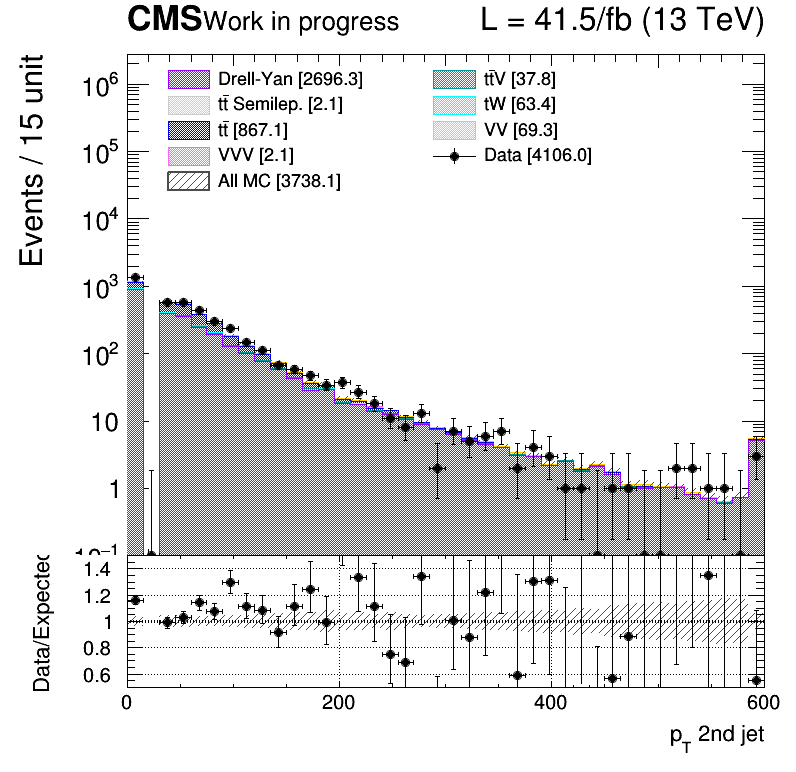 CMS Work in progress L = 41.5/fb (13 TeV)
Events / 15 unit
Drell-Yan [2696.3]
tt̄ Semilep. [2.1]
tt̄ [867.1]
VVV [2.1]
All MC [3738.1]
tt̄V [37.8]
tW [63.4]
VV [69.3]
Data [4106.0]
10⁶
10⁵
10⁴
10³
10²
10
1
10⁻¹
Data/Expected
1.4
1.2
1
0.8
0.6
0 200 400 600
p_T 2nd jet